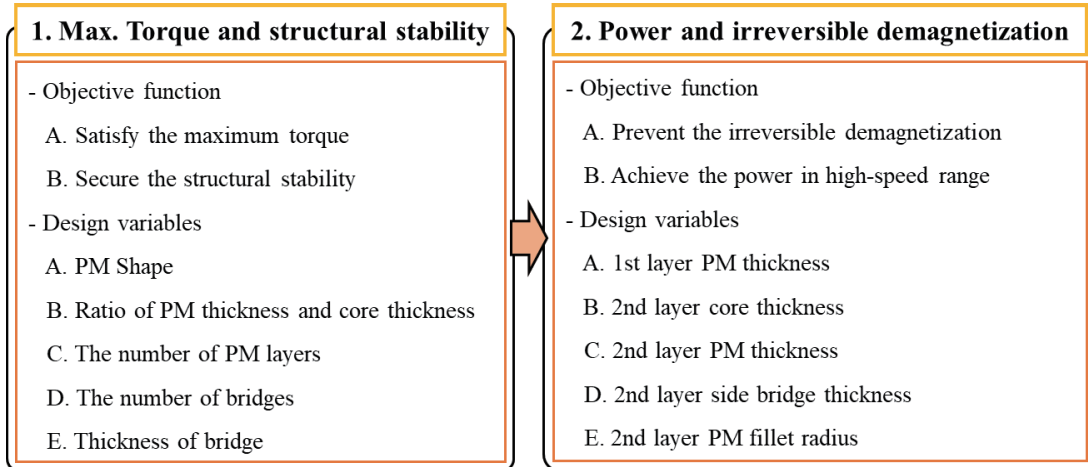 1. Max. Torque and structural stability
- Objective function
A. Satisfy the maximum torque
B. Secure the structural stability
- Design variables
A. PM Shape
B. Ratio of PM thickness and core thickness
C. The number of PM layers
D. The number of bridges
E. Thickness of bridge
2. Power and irreversible demagnetization
- Objective function
A. Prevent the irreversible demagnetization
B. Achieve the power in high-speed range
- Design variables
A. 1st layer PM thickness
B. 2nd layer core thickness
C. 2nd layer PM thickness
D. 2nd layer side bridge thickness
E. 2nd layer PM fillet radius